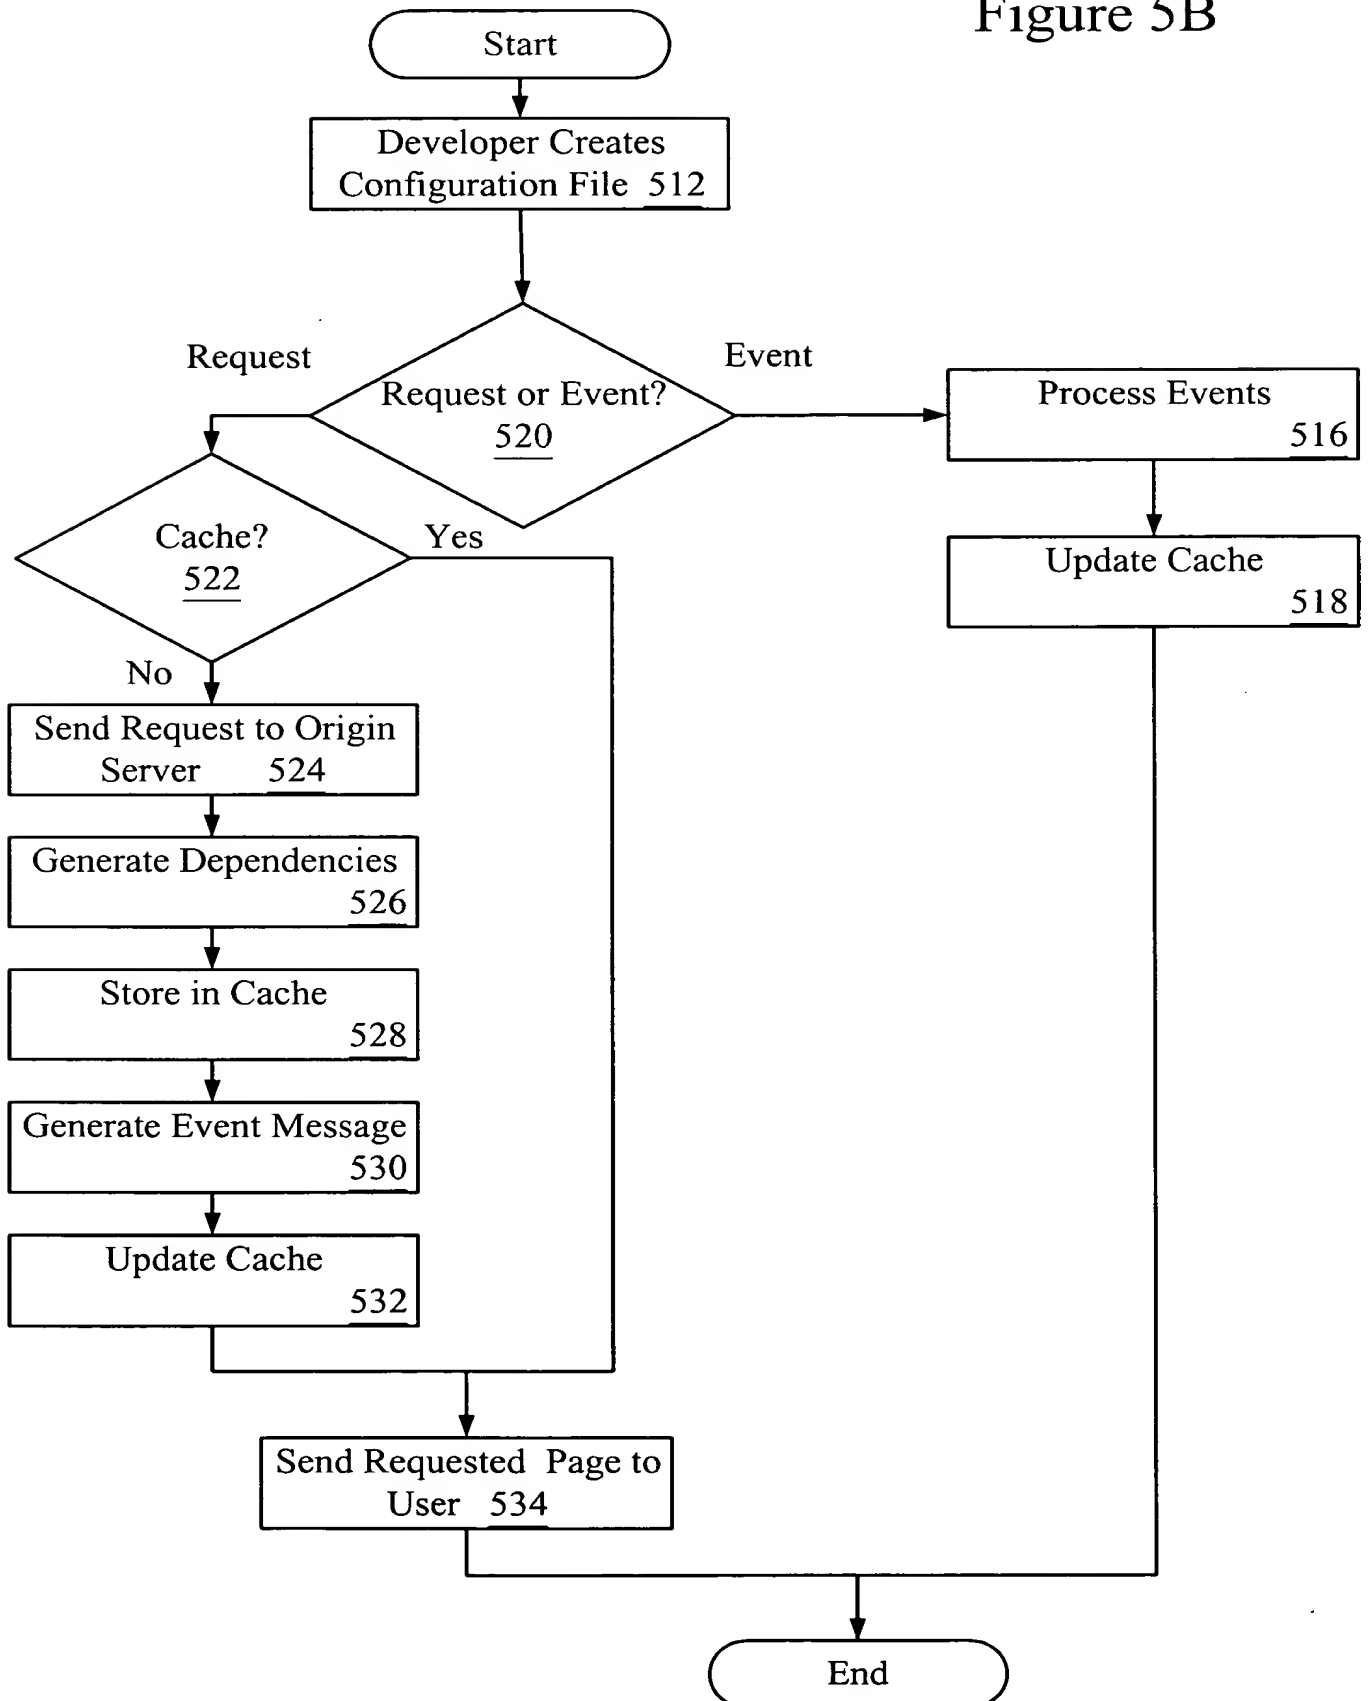 Figure 5B
Start
Developer Creates
Configuration File 512
Request
Request or Event?
520
Event
Process Events
516
Cache?
522
Yes
Update Cache
518
No
Send Request to Origin
Server 524
Generate Dependencies
526
Store in Cache
528
Generate Event Message
530
Update Cache
532
Send Requested Page to
User 534
End